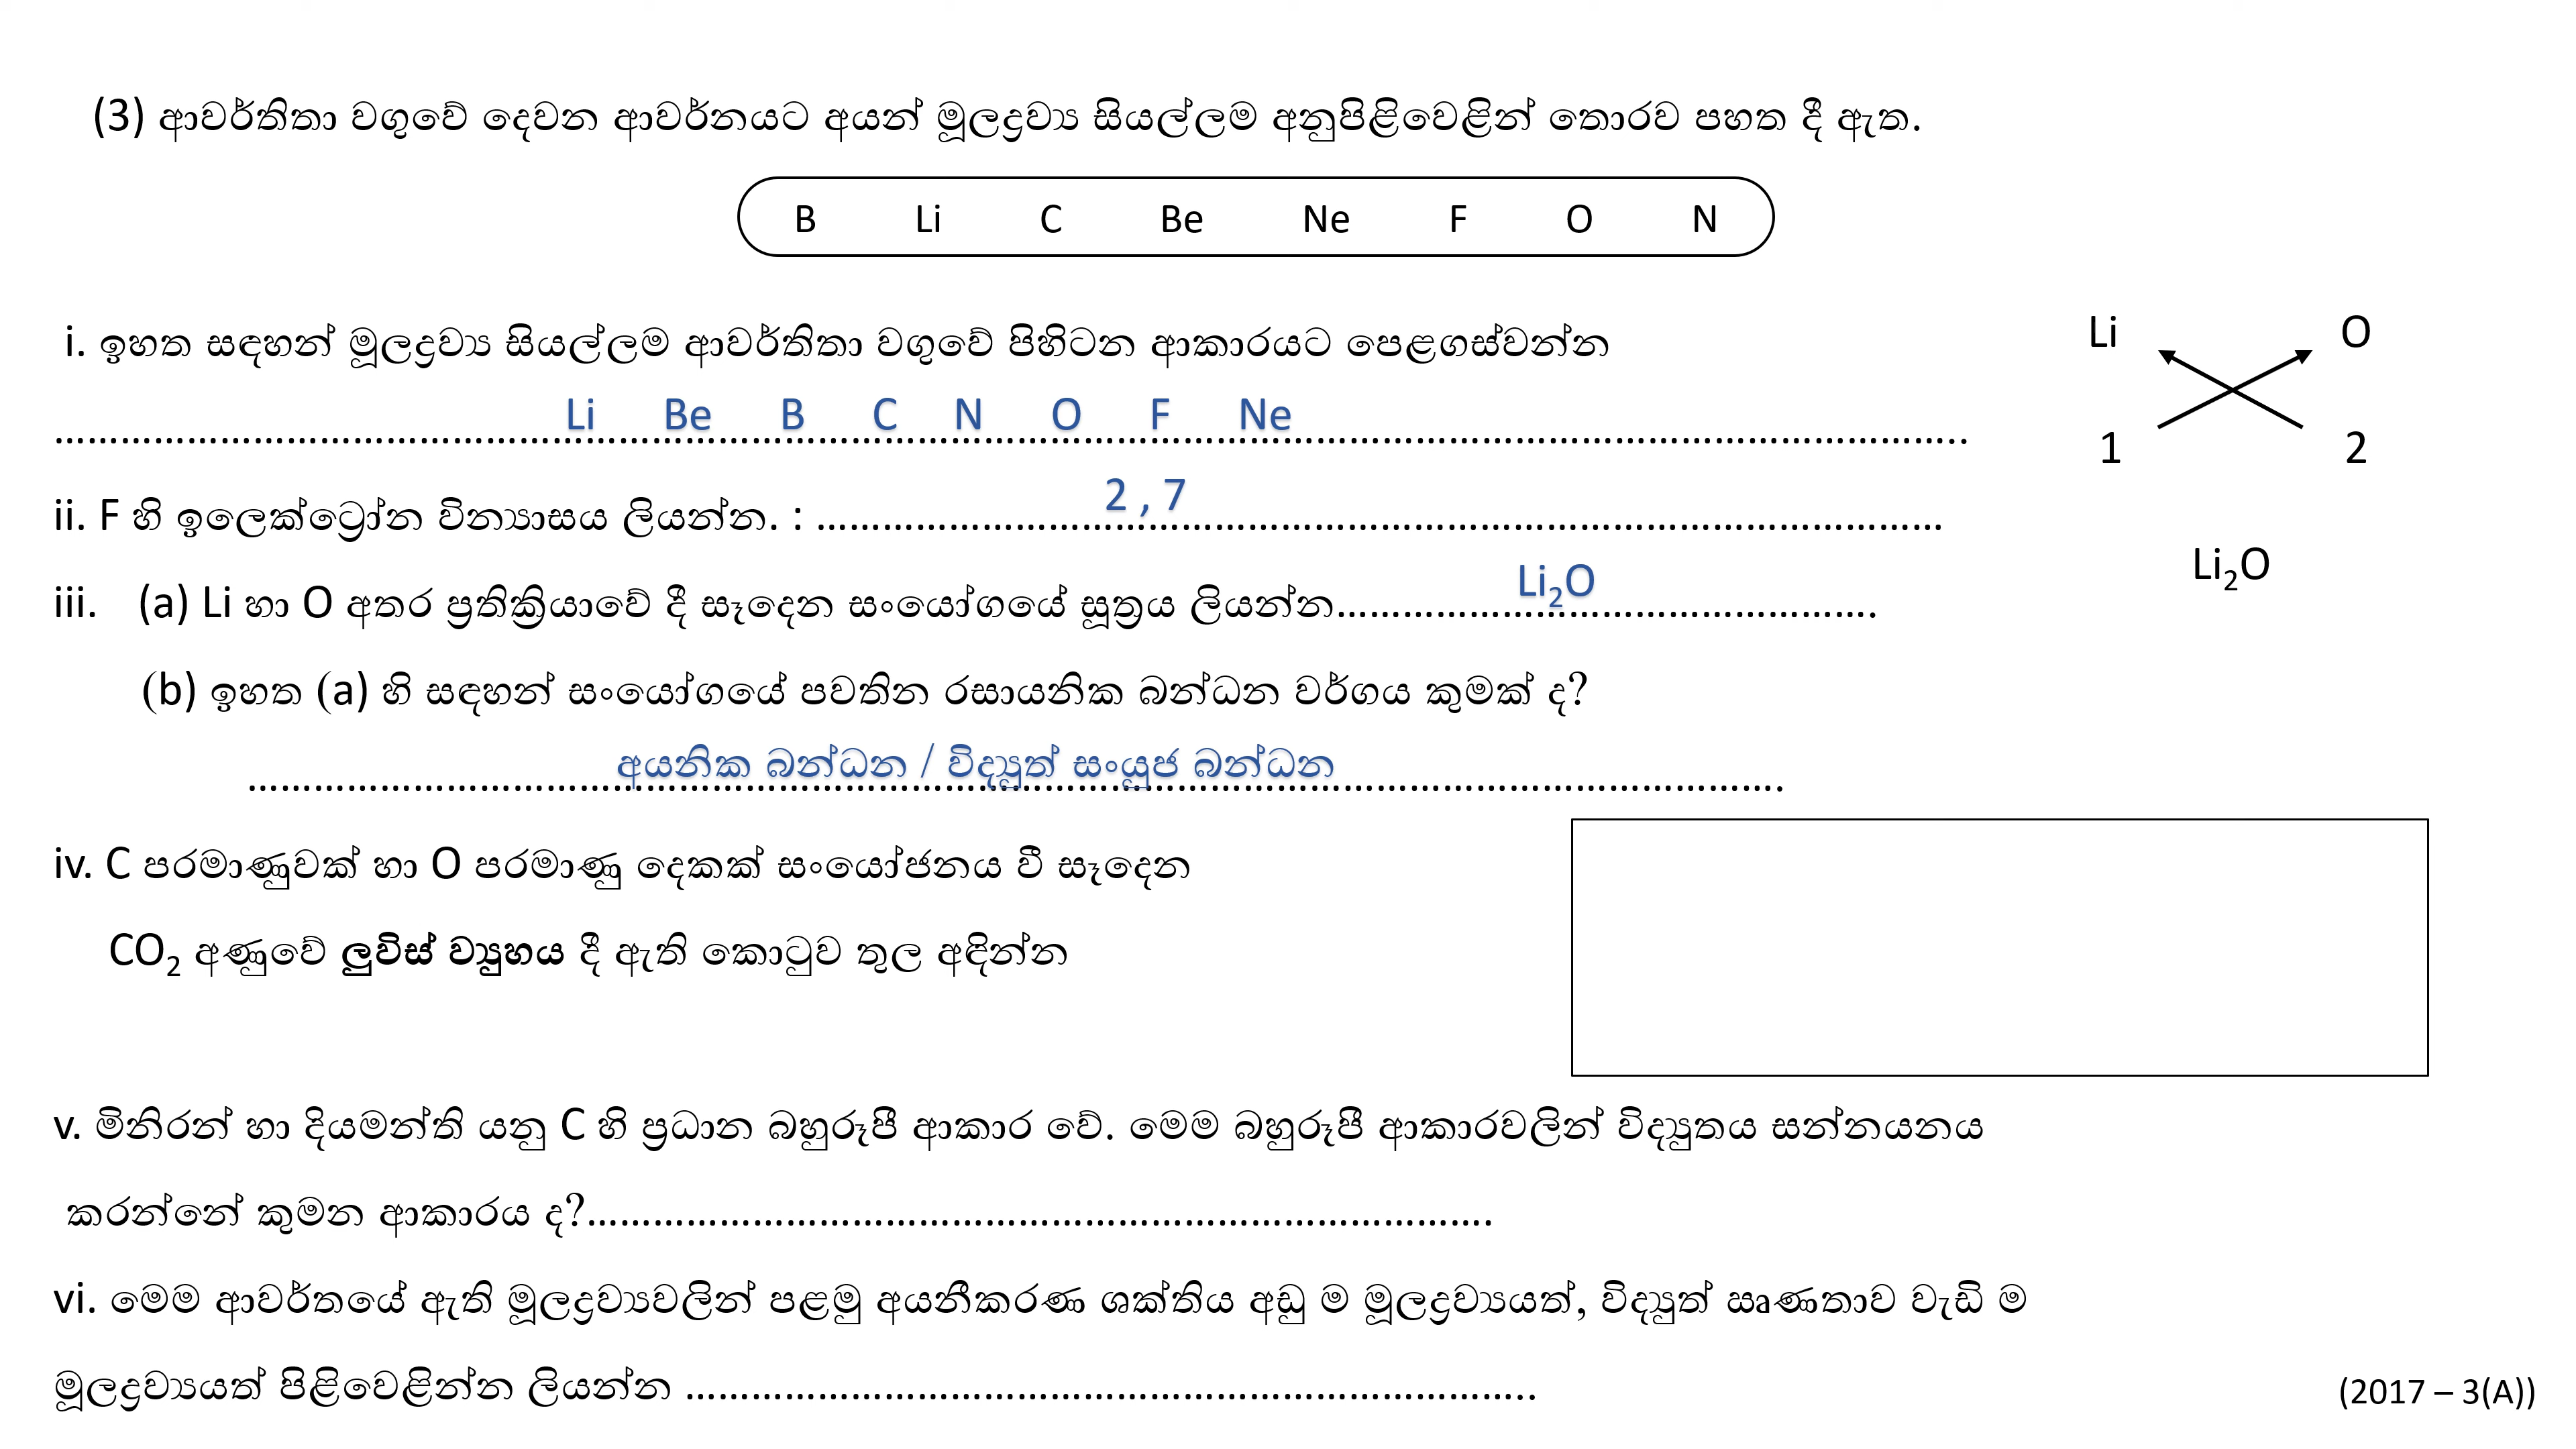 (3) ආවර්තිතා වගුවේ දෙවන ආවර්තයට අයන් මූලද්‍රව්‍ය සියල්ලම අනුපිළිවෙළින් තොරව පහත දී ඇත.
B Li C Be Ne F O N
i. ඉහත සඳහන් මූලද්‍රව්‍ය සියල්ලම ආවර්තිතා වගුවේ පිහිටන ආකාරයට පෙළගස්වන්න
Li Be B C N O F Ne
Li O
1 2
Li₂O
ii. F හි ඉලෙක්ට්‍රෝන වින්‍යාසය ලියන්න. : 2 , 7
iii. (a) Li හා O අතර ප්‍රතික්‍රියාවේ දී සෑදෙන සංයෝගයේ සූත්‍රය ලියන්න Li₂O
(b) ඉහත (a) හි සඳහන් සංයෝගයේ පවතින රසායනික බන්ධන වර්ගය කුමක් ද?
අයනික බන්ධන / විද්‍යුත් සංයුජ බන්ධන
iv. C පරමාණුවක් හා O පරමාණු දෙකක් සංයෝජනය වී සෑදෙන
CO₂ අණුවේ ලුවිස් ව්‍යුහය දී ඇති කොටුව තුල අඳින්න
v. මිනිරන් හා දියමන්ති යනු C හි ප්‍රධාන බහුරූපී ආකාර වේ. මෙම බහුරූපී ආකාරවලින් විද්‍යුතය සන්නයනය
කරන්නේ කුමන ආකාරය ද?
vi. මෙම ආවර්තයේ ඇති මූලද්‍රව්‍යවලින් පළමු අයනීකරණ ශක්තිය අඩු ම මූලද්‍රව්‍යයත්, විද්‍යුත් සෘණතාව වැඩි ම
මූලද්‍රව්‍යයත් පිළිවෙළින්න ලියන්න
(2017 – 3(A))